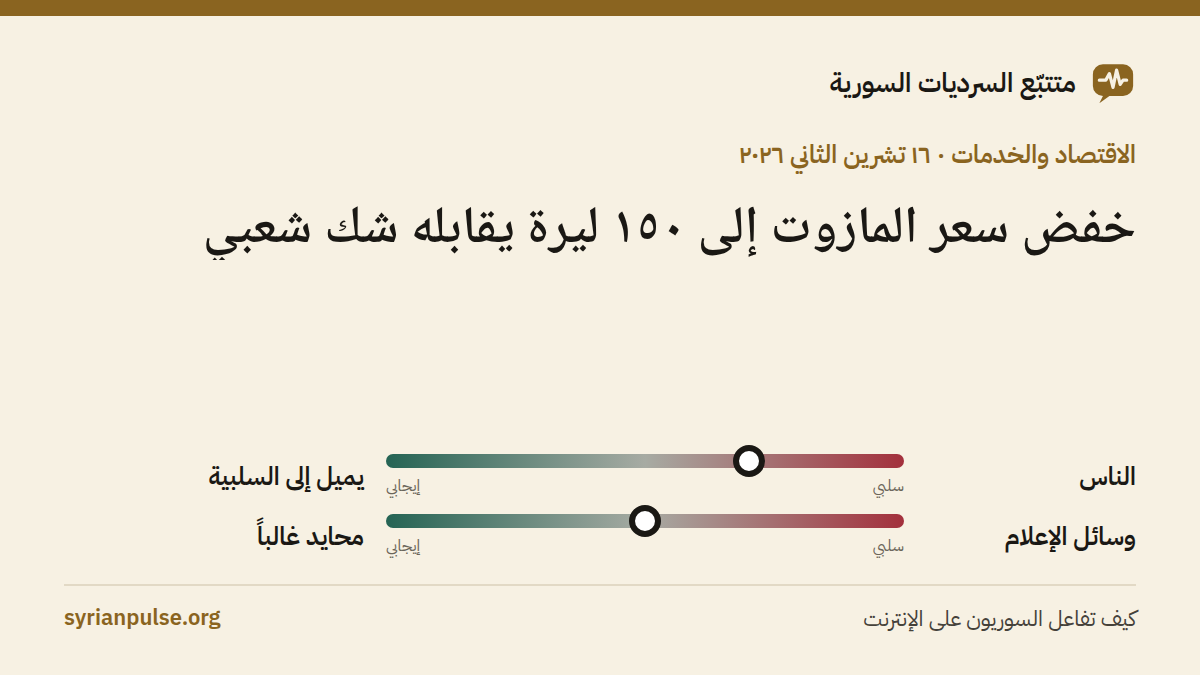 متتبّع السرديات السورية
الاقتصاد والخدمات · ١٦ تشرين الثاني ٢٠٢٦
خفض سعر المازوت إلى ١٥٠ ليرة يقابله شك شعبي
الناس
سلبي
إيجابي
يميل إلى السلبية
وسائل الإعلام
سلبي
إيجابي
محايد غالباً
كيف تفاعل السوريون على الإنترنت
syrianpulse.org